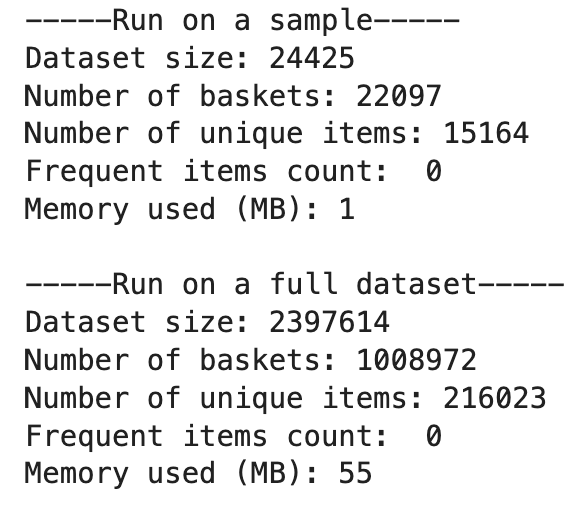 -----Run on a sample-----
Dataset size: 24425
Number of baskets: 22097
Number of unique items: 15164
Frequent items count:  0
Memory used (MB): 1

-----Run on a full dataset-----
Dataset size: 2397614
Number of baskets: 1008972
Number of unique items: 216023
Frequent items count:  0
Memory used (MB): 55